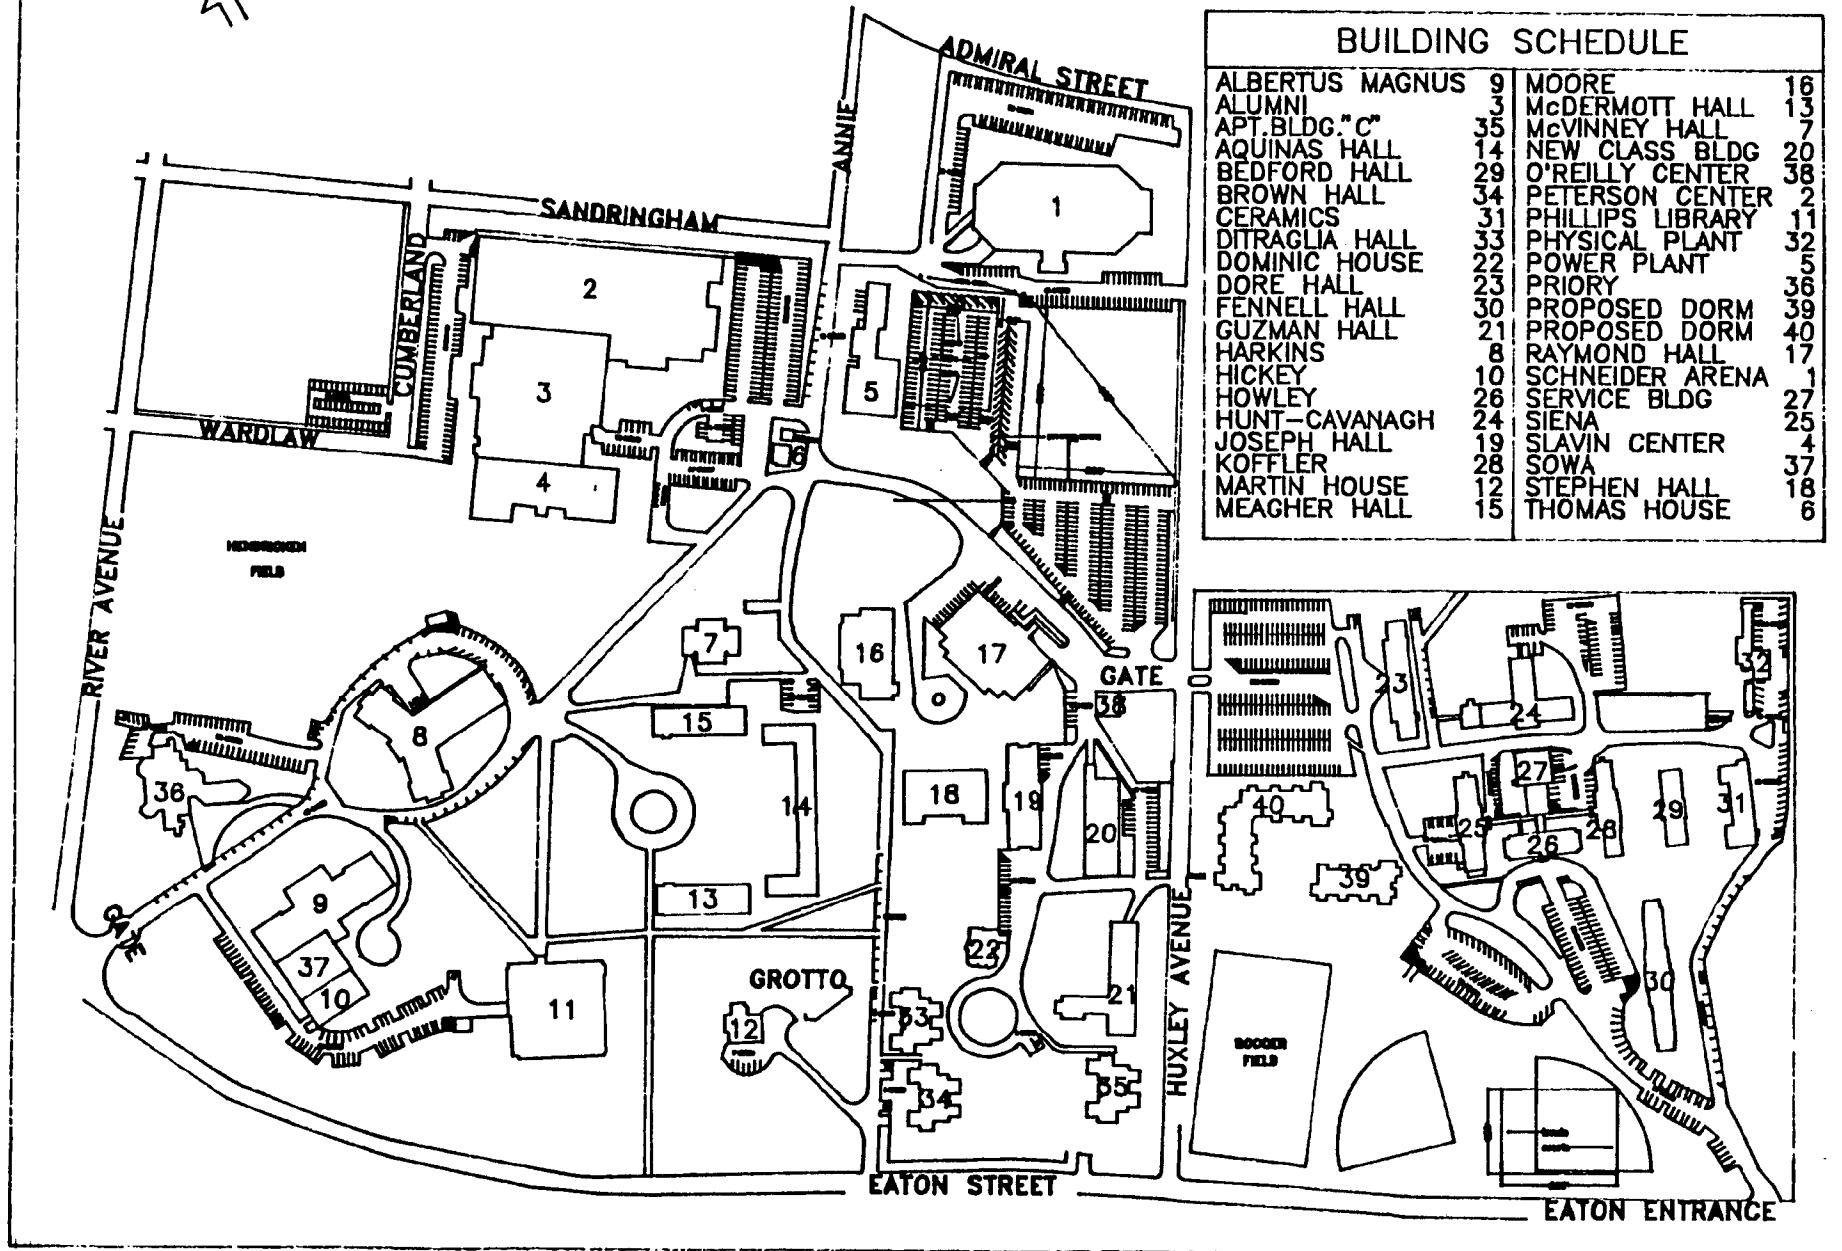 BUILDING SCHEDULE
ALBERTUS MAGNUS 9
ALUMNI 3
APT.BLDG."C" 35
AQUINAS HALL 14
BEDFORD HALL 29
BROWN HALL 34
CERAMICS 31
DITRAGLIA HALL 33
DOMINIC HOUSE 22
DORE HALL 23
FENNELL HALL 30
GUZMAN HALL 21
HARKINS 8
HICKEY 10
HOWLEY 26
HUNT-CAVANAGH 24
JOSEPH HALL 19
KOFFLER 28
MARTIN HOUSE 12
MEAGHER HALL 15
MOORE 16
McDERMOTT HALL 13
McVINNEY HALL 7
NEW CLASS BLDG 20
O'REILLY CENTER 38
PETERSON CENTER 2
PHILLIPS LIBRARY 11
PHYSICAL PLANT 32
POWER PLANT 5
PRIORY 36
PROPOSED DORM 39
PROPOSED DORM 40
RAYMOND HALL 17
SCHNEIDER ARENA 1
SERVICE BLDG 27
SIENA 25
SLAVIN CENTER 4
SOWA 37
STEPHEN HALL 18
THOMAS HOUSE 6
ADMIRAL STREET
ANNIE
SANDRINGHAM
CUMBERLAND
WARDLAW
RIVER AVENUE
HENDRICKEN
FIELD
GATE
GATE
GROTTO
HUXLEY AVENUE
SOCCER
FIELD
EATON STREET
EATON ENTRANCE
1
2
3
4
5
6
7
8
9
10
11
12
13
14
15
16
17
18
19
20
21
22
23
24
25
26
27
28
29
30
31
32
33
34
35
36
37
38
39
40